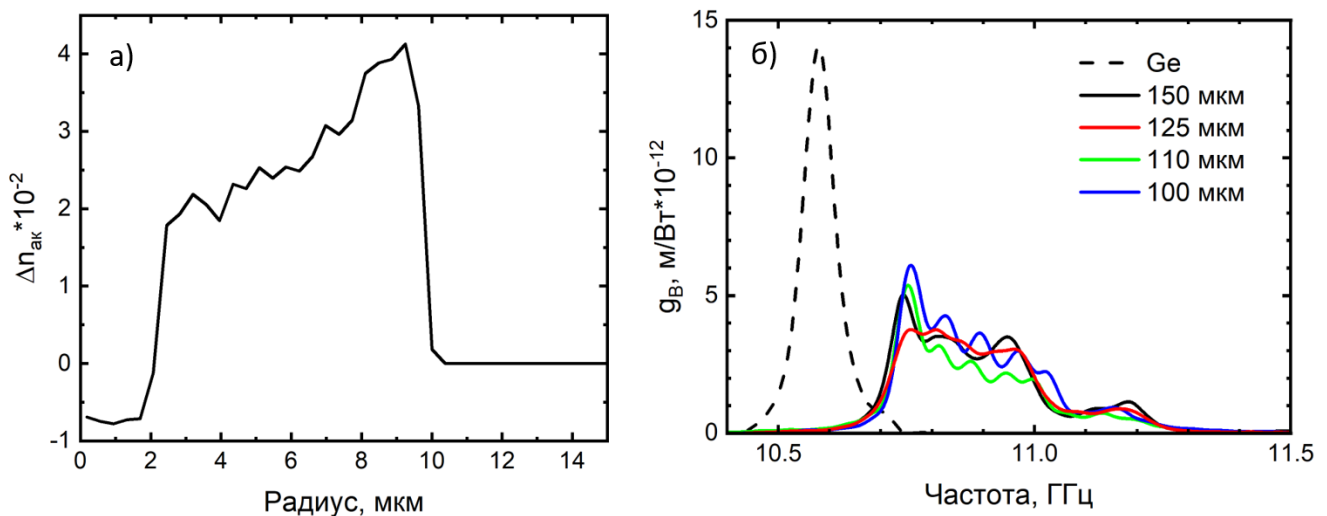 а)
Δnак*10-2
4
3
2
1
0
-1
0 2 4 6 8 10 12 14
Радиус, мкм
б)
gВ, м/Вт*10-12
15
10
5
0
10.5 11.0 11.5
Частота, ГГц
Ge
150 мкм
125 мкм
110 мкм
100 мкм